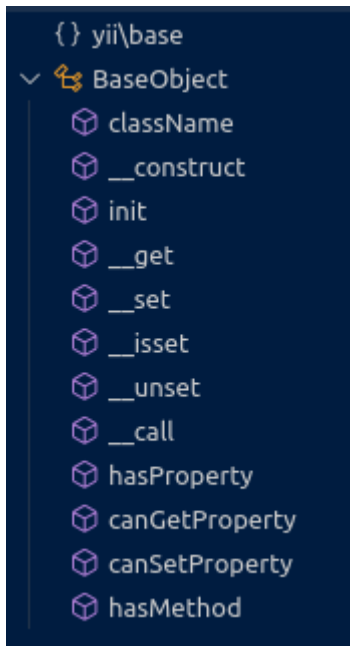 {} yii\base
BaseObject
className
__construct
init
__get
__set
__isset
__unset
__call
hasProperty
canGetProperty
canSetProperty
hasMethod